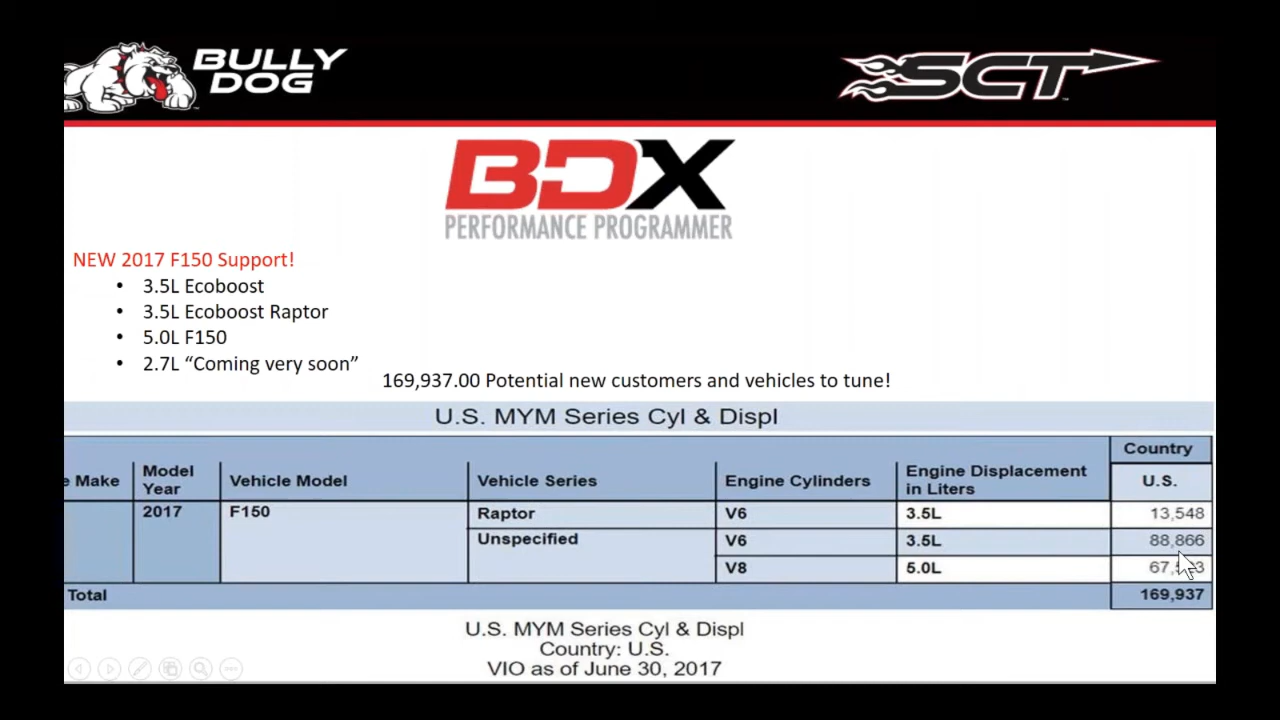 BULLY
DOG
SCT
BDX
PERFORMANCE PROGRAMMER
NEW 2017 F150 Support!
• 3.5L Ecoboost
• 3.5L Ecoboost Raptor
• 5.0L F150
• 2.7L “Coming very soon”
169,937.00 Potential new customers and vehicles to tune!
U.S. MYM Series Cyl & Displ
Country
e Make
Model
Year
Vehicle Model
Vehicle Series
Engine Cylinders
Engine Displacement
in Liters
U.S.
2017 F150 Raptor V6 3.5L 13,548
Unspecified V6 3.5L 88,866
V8 5.0L
Total 169,937
U.S. MYM Series Cyl & Displ
Country: U.S.
VIO as of June 30, 2017